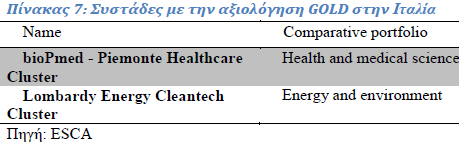 Πίνακας 7: Συστάδες με την αξιολόγηση GOLD στην Ιταλία
Name Comparative portfolio
bioPmed - Piemonte Healthcare Health and medical science
Cluster
Lombardy Energy Cleantech Energy and environment
Cluster
Πηγή: ESCA